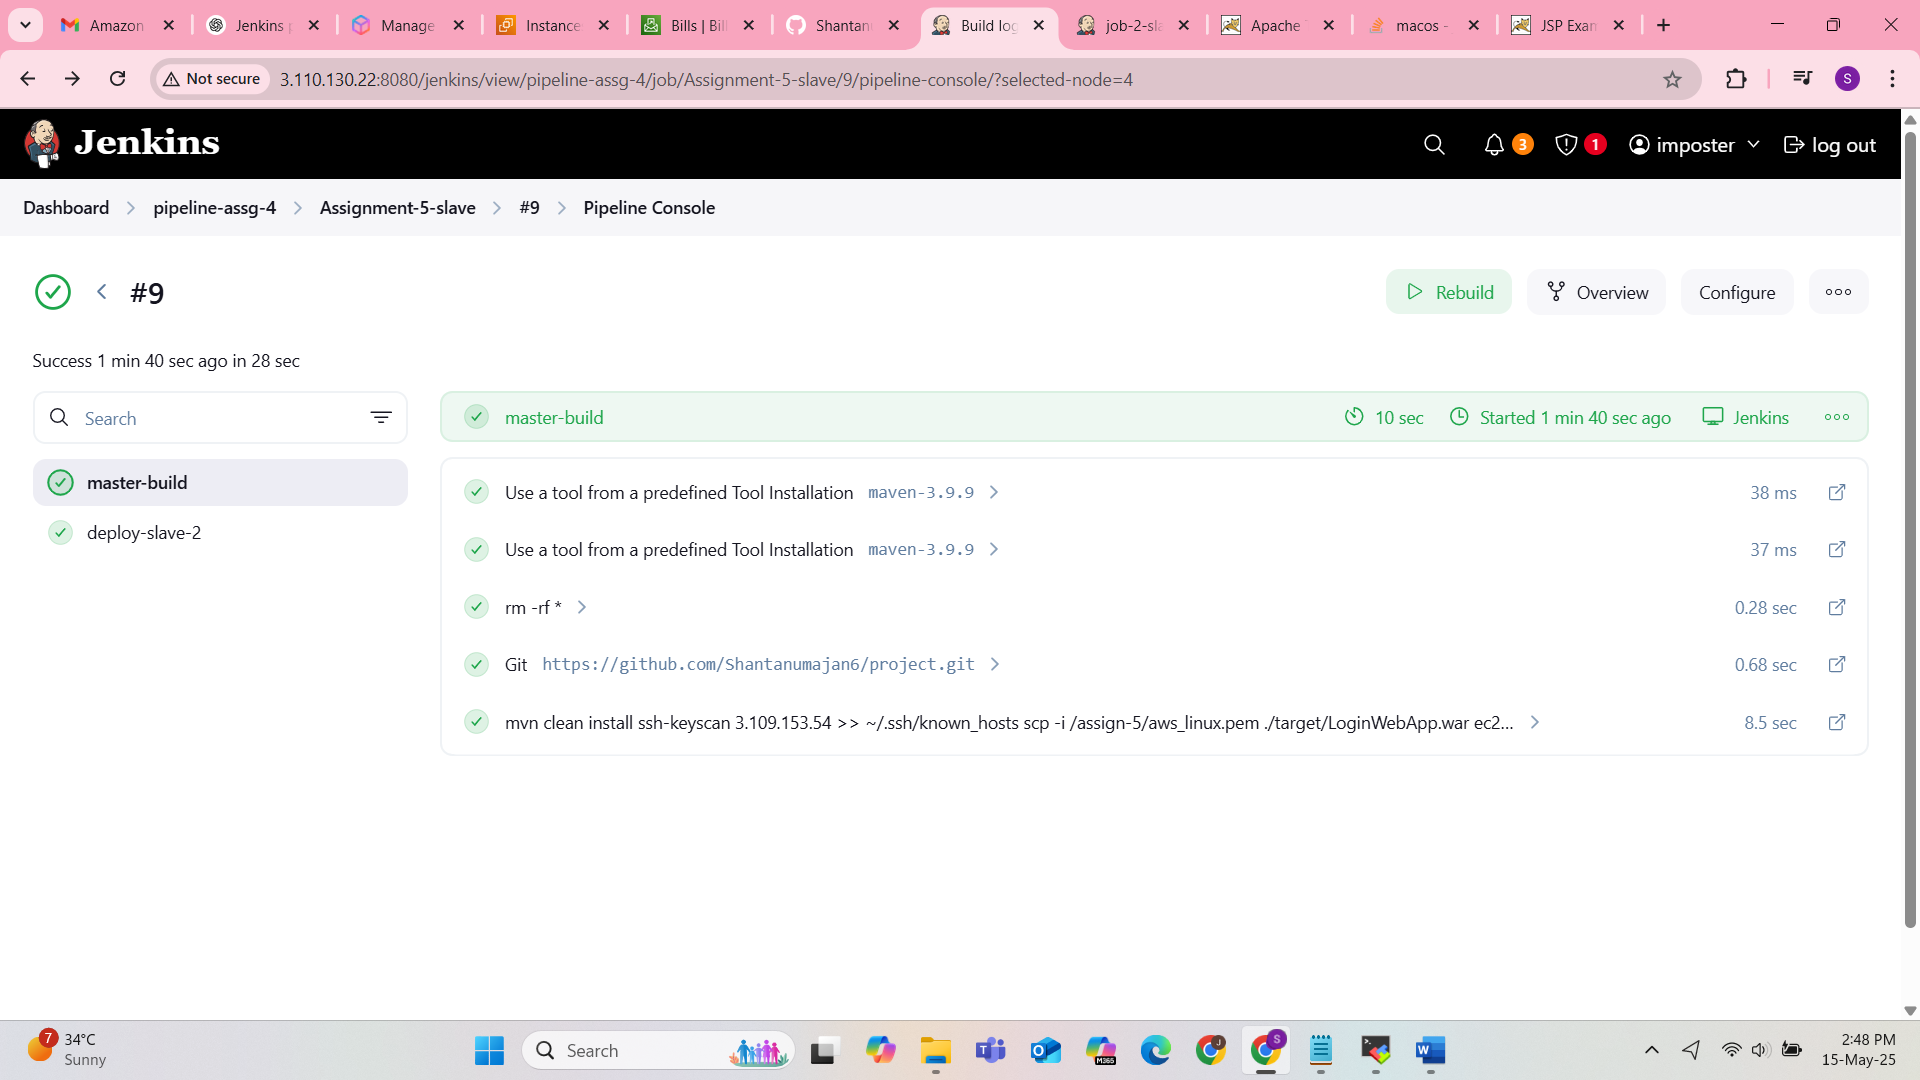 Amazon
Jenkins p
Manage
Instance
Bills | Bil
Shantan
Build log
job-2-sla
Apache
macos -
JSP Exam
Not secure
3.110.130.22:8080/jenkins/view/pipeline-assg-4/job/Assignment-5-slave/9/pipeline-console/?selected-node=4
S
Jenkins
3
1
imposter
log out
Dashboard
pipeline-assg-4
Assignment-5-slave
#9
Pipeline Console
#9
Rebuild
Overview
Configure
Success 1 min 40 sec ago in 28 sec
Search
master-build
deploy-slave-2
master-build
10 sec
Started 1 min 40 sec ago
Jenkins
Use a tool from a predefined Tool Installation maven-3.9.9
38 ms
Use a tool from a predefined Tool Installation maven-3.9.9
37 ms
rm -rf *
0.28 sec
Git https://github.com/Shantanumajan6/project.git
0.68 sec
mvn clean install ssh-keyscan 3.109.153.54 >> ~/.ssh/known_hosts scp -i /assign-5/aws_linux.pem ./target/LoginWebApp.war ec2...
8.5 sec
7
34°C
Sunny
Search
M365
J
S
2:48 PM
15-May-25